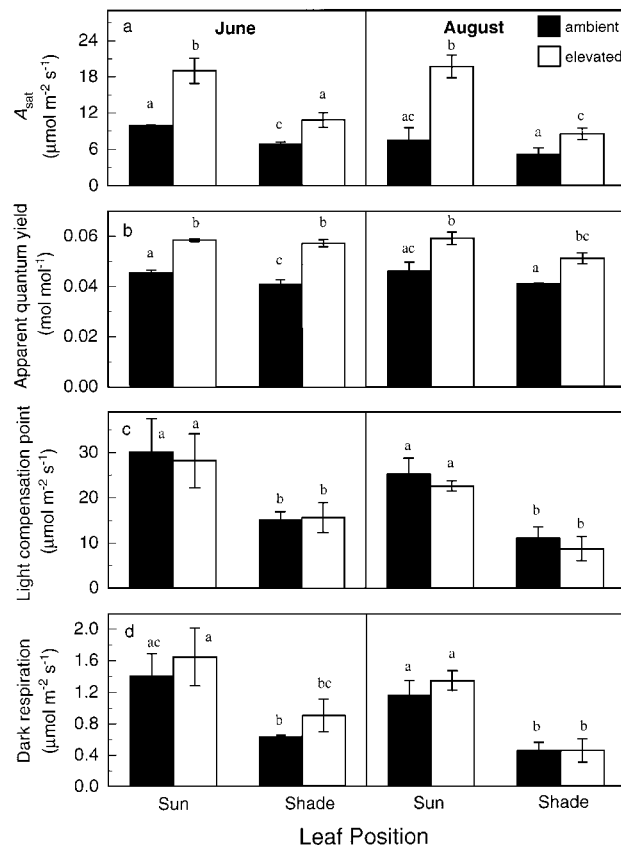 a
June
August
ambient
elevated
A_sat
(µmol m⁻² s⁻¹)
24
18
12
6
0
a
b
c
a
ac
b
a
c
b
Apparent quantum yield
(mol mol⁻¹)
0.06
0.04
0.02
0.00
a
b
c
b
ac
b
a
bc
c
Light compensation point
(µmol m⁻² s⁻¹)
30
20
10
0
a
a
b
b
a
a
b
b
d
Dark respiration
(µmol m⁻² s⁻¹)
2.0
1.6
1.2
0.8
0.4
0.0
ac
a
b
bc
a
a
b
b
Sun
Shade
Sun
Shade
Leaf Position